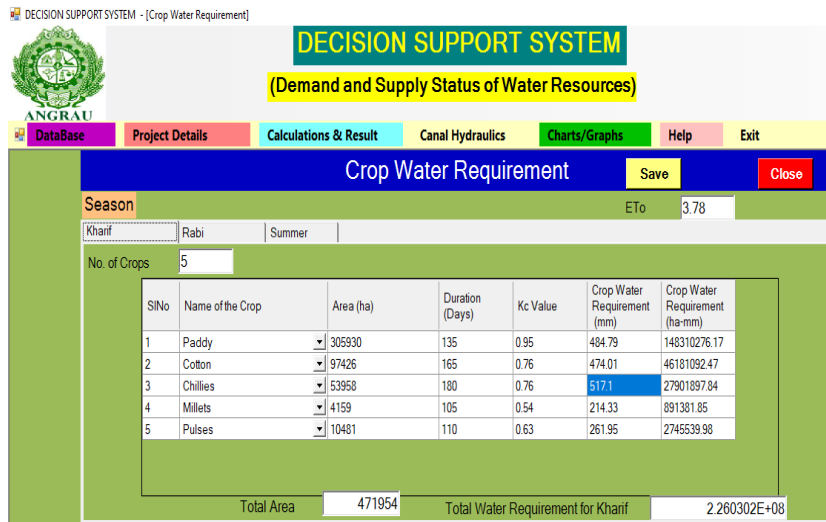 DECISION SUPPORT SYSTEM - [Crop Water Requirement]
DECISION SUPPORT SYSTEM
(Demand and Supply Status of Water Resources)
ANGRAU
DataBase Project Details Calculations & Result Canal Hydraulics Charts/Graphs Help Exit
Crop Water Requirement Save Close
Season ETo 3.78
Kharif Rabi Summer
No. of Crops 5
SlNo Name of the Crop Area (ha) Duration (Days) Kc Value Crop Water Requirement (mm) Crop Water Requirement (ha-mm)
1 Paddy 305930 135 0.95 484.79 148310276.17
2 Cotton 97426 165 0.76 474.01 46181092.47
3 Chillies 53958 180 0.76 517.1 27901897.84
4 Millets 4159 105 0.54 214.33 891381.85
5 Pulses 10481 110 0.63 261.95 2745539.98
Total Area 471954 Total Water Requirement for Kharif 2.260302E+08